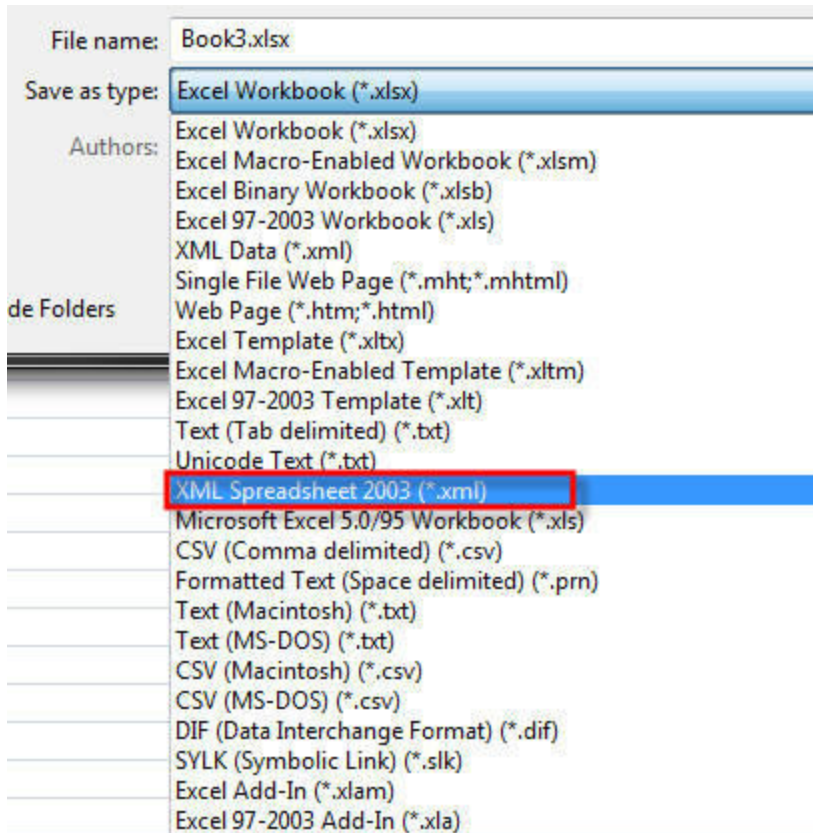 File name: Book3.xlsx
Save as type: Excel Workbook (*.xlsx)
Authors:
Excel Workbook (*.xlsx)
Excel Macro-Enabled Workbook (*.xlsm)
Excel Binary Workbook (*.xlsb)
Excel 97-2003 Workbook (*.xls)
XML Data (*.xml)
Single File Web Page (*.mht;*.mhtml)
de Folders
Web Page (*.htm;*.html)
Excel Template (*.xltx)
Excel Macro-Enabled Template (*.xltm)
Excel 97-2003 Template (*.xlt)
Text (Tab delimited) (*.txt)
Unicode Text (*.txt)
XML Spreadsheet 2003 (*.xml)
Microsoft Excel 5.0/95 Workbook (*.xls)
CSV (Comma delimited) (*.csv)
Formatted Text (Space delimited) (*.prn)
Text (Macintosh) (*.txt)
Text (MS-DOS) (*.txt)
CSV (Macintosh) (*.csv)
CSV (MS-DOS) (*.csv)
DIF (Data Interchange Format) (*.dif)
SYLK (Symbolic Link) (*.slk)
Excel Add-In (*.xlam)
Excel 97-2003 Add-In (*.xla)